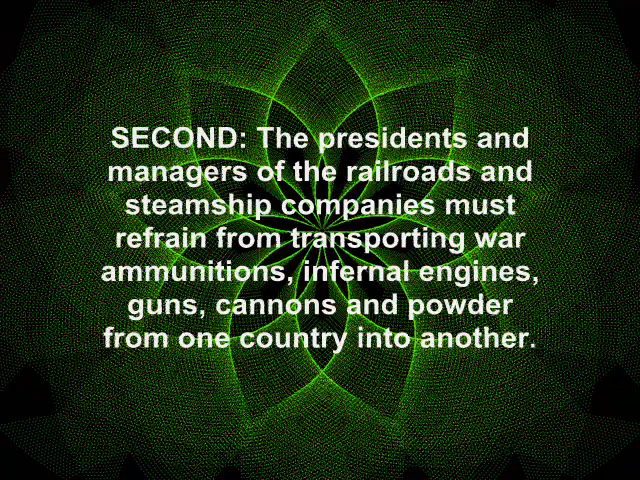 SECOND: The presidents and
managers of the railroads and
steamship companies must
refrain from transporting war
ammunitions, infernal engines,
guns, cannons and powder
from one country into another.